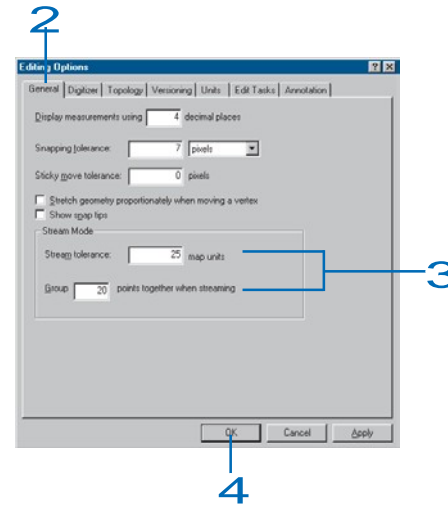 2
Editing Options
General Digitizer Topology Versioning Units Edit Tasks Annotation
Display measurements using 4 decimal places
Snapping tolerance: 7 pixels
Sticky move tolerance: 0 pixels
Stretch geometry proportionately when moving a vertex
Show snap tips
Stream Mode
Stream tolerance: 25 map units
3
Group 20 points together when streaming
OK Cancel Apply
4